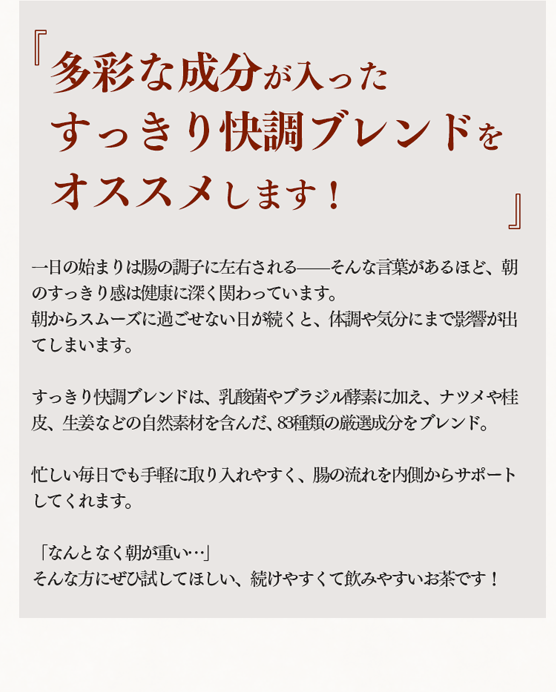 『多彩な成分が入った
すっきり快調ブレンドを
オススメします！』
一日の始まりは腸の調子に左右される――そんな言葉があるほど、朝
のすっきり感は健康に深く関わっています。
朝からスムーズに過ごせない日が続くと、体調や気分にまで影響が出
てしまいます。
すっきり快調ブレンドは、乳酸菌やブラジル酵素に加え、ナツメや桂
皮、生姜などの自然素材を含んだ、83種類の厳選成分をブレンド。
忙しい毎日でも手軽に取り入れやすく、腸の流れを内側からサポート
してくれます。
「なんとなく朝が重い…」
そんな方にぜひ試してほしい、続けやすくて飲みやすいお茶です！